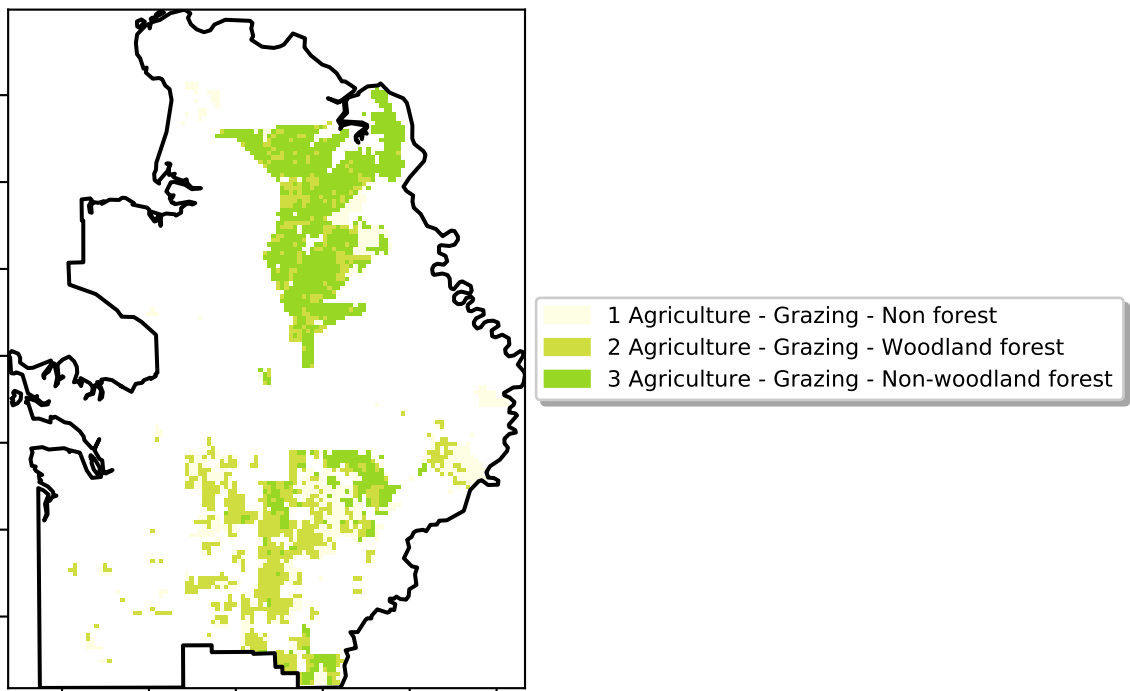 1 Agriculture - Grazing - Non forest
2 Agriculture - Grazing - Woodland forest
3 Agriculture - Grazing - Non-woodland forest